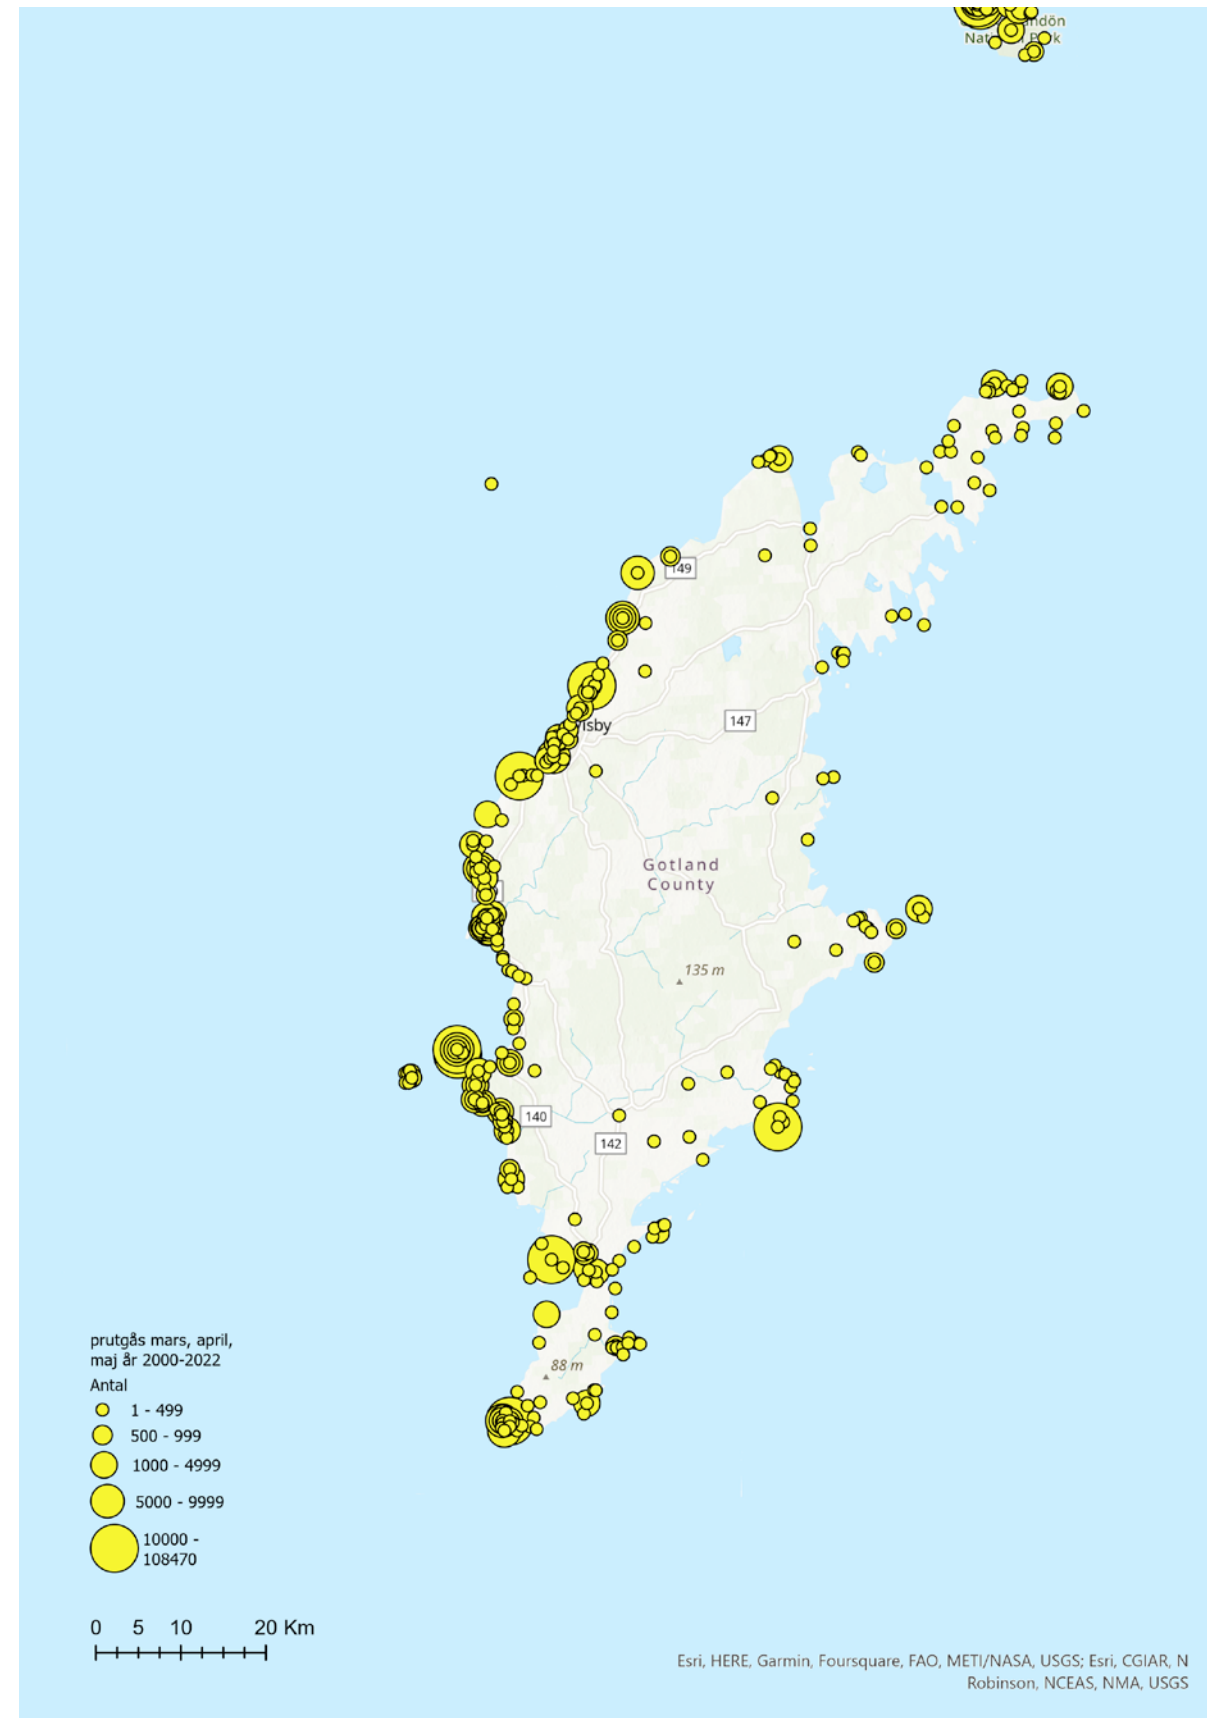 Park
149
Visby
147
Gotland
County
135 m
140
142
88 m
prutgås mars, april,
maj år 2000-2022
Antal
1 - 499
500 - 999
1000 - 4999
5000 - 9999
10000 -
108470
0 5 10 20 Km
Esri, HERE, Garmin, Foursquare, FAO, METI/NASA, USGS; Esri, CGIAR, N
Robinson, NCEAS, NMA, USGS